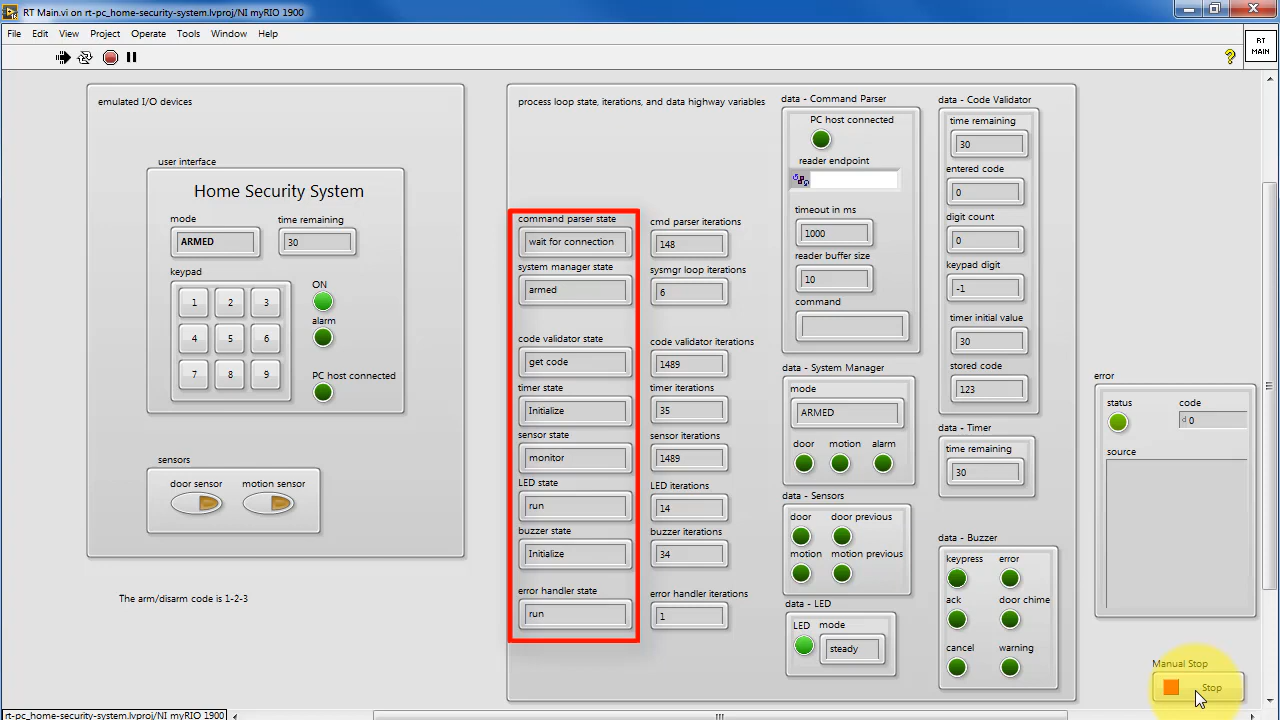 RT Main.vi on rt-pc_home-security-system.lvproj/NI myRIO 1900
File Edit View Project Operate Tools Window Help
RT
MAIN
emulated I/O devices
user interface
Home Security System
mode
time remaining
ARMED
30
keypad
1 2 3
4 5 6
7 8 9
ON
alarm
PC host connected
sensors
door sensor
motion sensor
The arm/disarm code is 1-2-3
process loop state, iterations, and data highway variables
command parser state
wait for connection
system manager state
armed
code validator state
get code
timer state
Initialize
sensor state
monitor
LED state
run
buzzer state
Initialize
error handler state
run
cmd parser iterations
148
sysmgr loop iterations
6
code validator iterations
1489
timer iterations
35
sensor iterations
1489
LED iterations
14
buzzer iterations
34
error handler iterations
1
data - Command Parser
PC host connected
reader endpoint
timeout in ms
1000
reader buffer size
10
command
data - System Manager
mode
ARMED
door motion alarm
data - Sensors
door door previous
motion motion previous
data - LED
LED mode
steady
data - Code Validator
time remaining
30
entered code
0
digit count
0
keypad digit
-1
timer initial value
30
stored code
123
data - Timer
time remaining
30
data - Buzzer
keypress error
ack door chime
cancel warning
error
status code
d 0
source
Manual Stop
Stop
rt-pc_home-security-system.lvproj/NI myRIO 1900